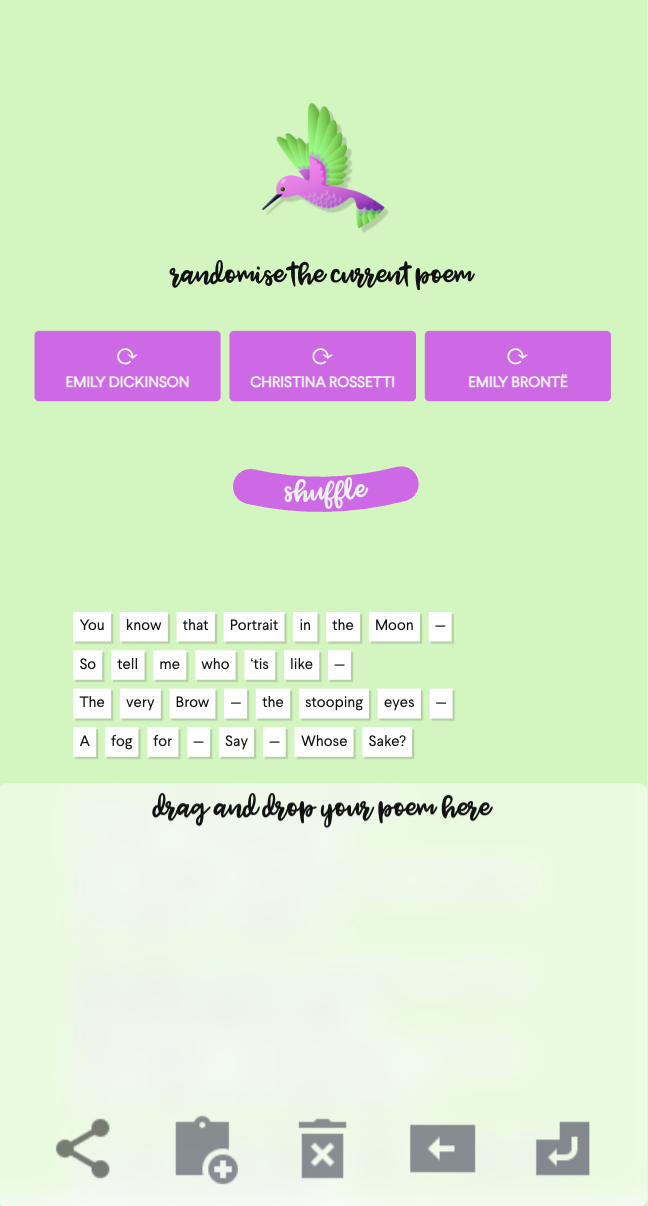 randomise the current poem
EMILY DICKINSON
CHRISTINA ROSSETTI
EMILY BRONTË
shuffle
You know that Portrait in the Moon —
So tell me who 'tis like —
The very Brow — the stooping eyes —
A fog for — Say — Whose Sake?
drag and drop your poem here